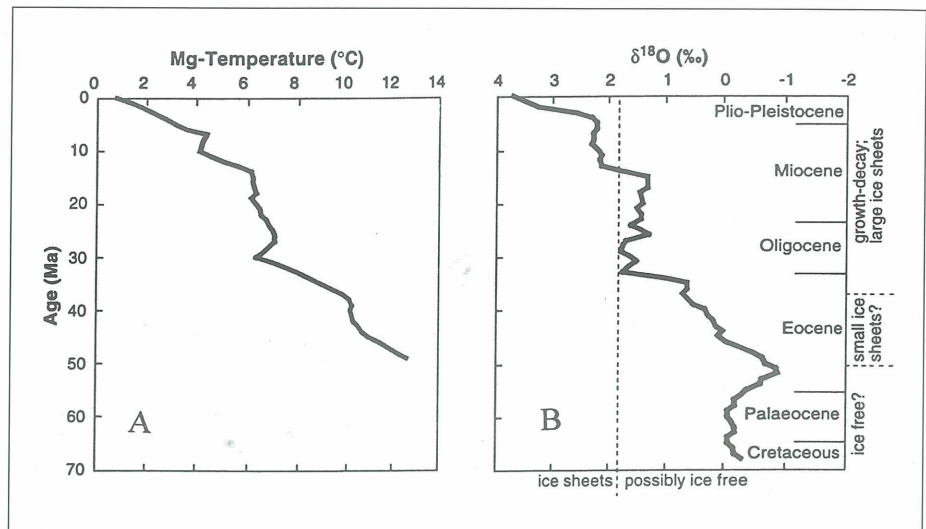 Mg-Temperature (°C)
0 2 4 6 8 10 12 14
Age (Ma)
0
10
20
30
40
50
60
70
A
δ18O (‰)
4 3 2 1 0 -1 -2
Plio-Pleistocene
Miocene
Oligocene
Eocene
Palaeocene
Cretaceous
B
growth-decay;
large ice sheets
small ice
sheets?
ice free?
ice sheets possibly ice free